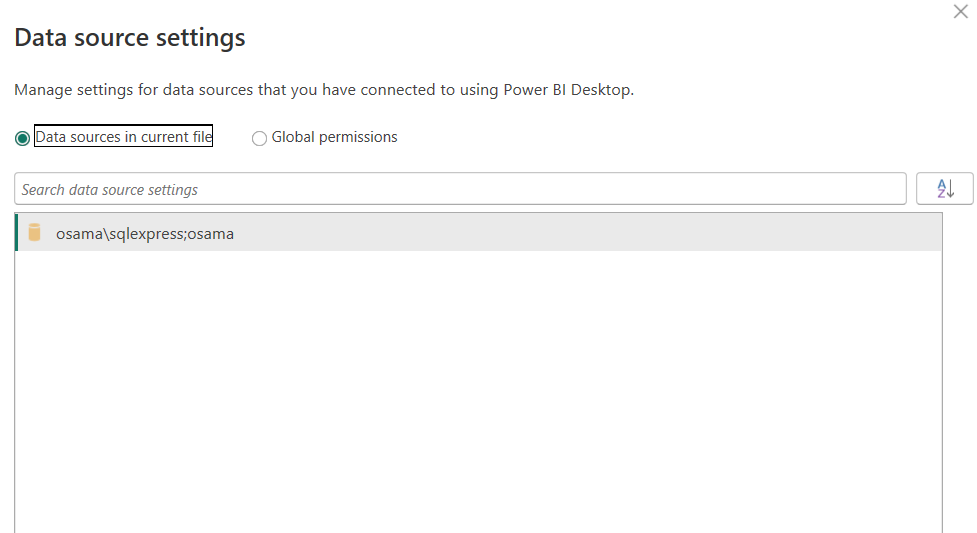 Data source settings
Manage settings for data sources that you have connected to using Power BI Desktop.
Data sources in current file Global permissions
Search data source settings
A
Z
osama\sqlexpress;osama